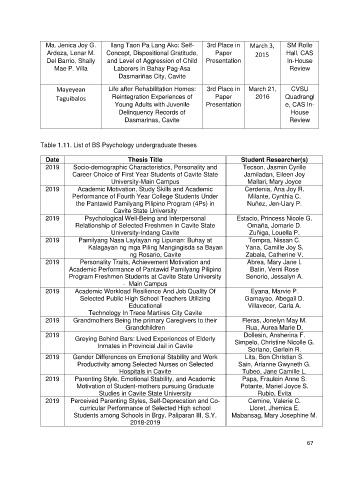 Ma. Jenica Joy G. Ilang Taon Pa Lang Ako: Self- 3rd Place in March 3, SM Rolle
Ardeza, Lenar M. Concept, Dispositional Gratitude, Paper 2015 Hall, CAS
Del Barrio, Shally and Level of Aggression of Child Presentation In-House
Mae P. Villa Laborers in Bahay Pag-Asa Review
Dasmariñas City, Cavite
Mayeyean Life after Rehabilitation Homes: 3rd Place in March 21, CVSU
Taguibalos Reintegration Experiences of Paper 2016 Quadrangl
Young Adults with Juvenile Presentation e, CAS In-
Delinquency Records of House
Dasmarinas, Cavite Review
Table 1.11. List of BS Psychology undergraduate theses
Date Thesis Title Student Researcher(s)
2019 Socio-demographic Characteristics, Personality and Tecson, Jasmin Cyrille
Career Choice of First Year Students of Cavite State Jamiladan, Eileen Joy
University-Main Campus Mallari, Mary Joyce
2019 Academic Motivation, Study Skills and Academic Cerdenia, Ana Joy R.
Performance of Fourth Year College Students Under Milante, Cynthia C.
the Pantawid Pamilyang Pilipino Program (4Ps) in Nuñez, Jen-Uary P.
Cavite State University
2019 Psychological Well-Being and Interpersonal Estacio, Princess Nicole G.
Relationship of Selected Freshmen in Cavite State Omaña, Jomarie D.
University-Indang Cavite Zuñiga, Louella P.
2019 Pamilyang Nasa Laylayan ng Lipunan: Buhay at Tempra, Nissan C.
Kalagayan ng mga Piling Mangingisda sa Bayan Yana, Camille Joy S.
ng Rosario, Cavite Zabala, Catherine V.
2019 Personality Traits, Achievement Motivation and Abrea, Mary Jane I.
Academic Performance of Pantawid Pamilyang Pilipino Batin, Verni Rose
Program Freshmen Students at Cavite State University Senorio, Jessalyn A.
Main Campus
2019 Academic Workload Resilience And Job Quality Of Eyana, Marvie P.
Selected Public High School Teachers Utilizing Gamayao, Abegail D.
Educational Villavecer, Carla A.
Technology In Trece Martires City Cavite
2019 Grandmothers Being the primary Caregivers to their Fleras, Jonelyn May M.
Grandchildren Rua, Aurea Marie D.
2019 Greying Behind Bars: Lived Experiences of Elderly Dollesin, Ansherina F.
Inmates in Provincial Jail in Cavite Simpelo, Christine Nicolle G.
Soriano, Gerlein R.
2019 Gender Differences on Emotional Stability and Work Lita, Ben Christian S.
Productivity among Selected Nurses on Selected Sain, Arianne Gwyneth G.
Hospitals in Cavite Tubeo, Jane Camille L.
2019 Parenting Style, Emotional Stability, and Academic Papa, Fraulein Anne S.
Motivation of Student-mothers pursuing Graduate Potante, Mariel Joyce S.
Studies in Cavite State University Rubio, Evita
2019 Perceived Parenting Styles, Self-Deprecation and Co- Cemine, Valerie C.
curricular Performance of Selected High school Lloret, Jhemica E.
Students among Schools in Brgy. Paliparan III, S.Y. Mabansag, Mary Josephine M.
2018-2019
67